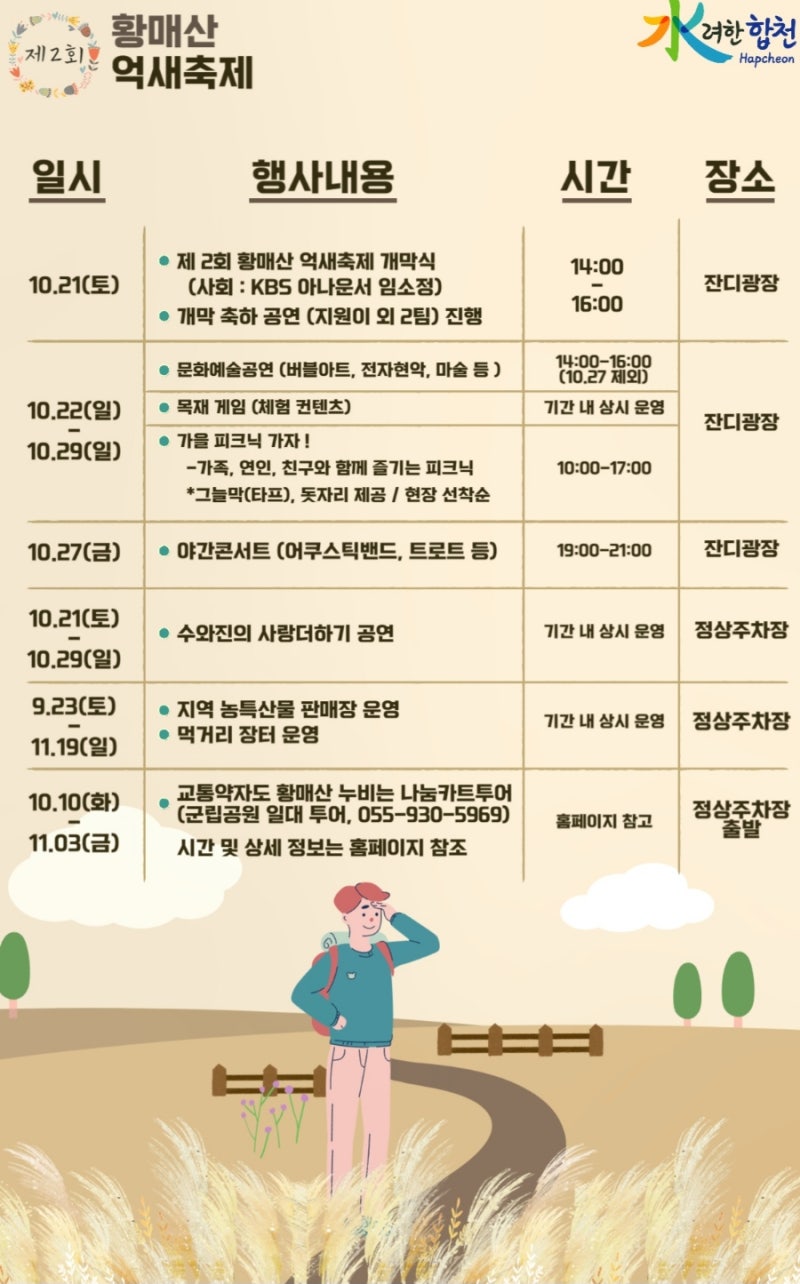 제2회
황매산
억새축제
水려한 합천
Hapcheon
일시 행사내용 시간 장소
10.21(토)
• 제 2회 황매산 억새축제 개막식
(사회 : KBS 아나운서 임소정)
• 개막 축하 공연 (지원이 외 2팀) 진행
14:00
–
16:00
잔디광장
10.22(일)
–
10.29(일)
• 문화예술공연 (버블아트, 전자현악, 마술 등 )
14:00-16:00
(10.27 제외)
• 목재 게임 (체험 컨텐츠)
기간 내 상시 운영
• 가을 피크닉 가자 !
-가족, 연인, 친구와 함께 즐기는 피크닉
*그늘막(타프), 돗자리 제공 / 현장 선착순
10:00-17:00
잔디광장
10.27(금)
• 야간콘서트 (어쿠스틱밴드, 트로트 등)
19:00-21:00
잔디광장
10.21(토)
–
10.29(일)
• 수와진의 사랑더하기 공연
기간 내 상시 운영
정상주차장
9.23(토)
–
11.19(일)
• 지역 농특산물 판매장 운영
• 먹거리 장터 운영
기간 내 상시 운영
정상주차장
10.10(화)
–
11.03(금)
• 교통약자도 황매산 누비는 나눔카트투어
(군립공원 일대 투어, 055-930-5969)
시간 및 상세 정보는 홈페이지 참조
홈페이지 참고
정상주차장
출발